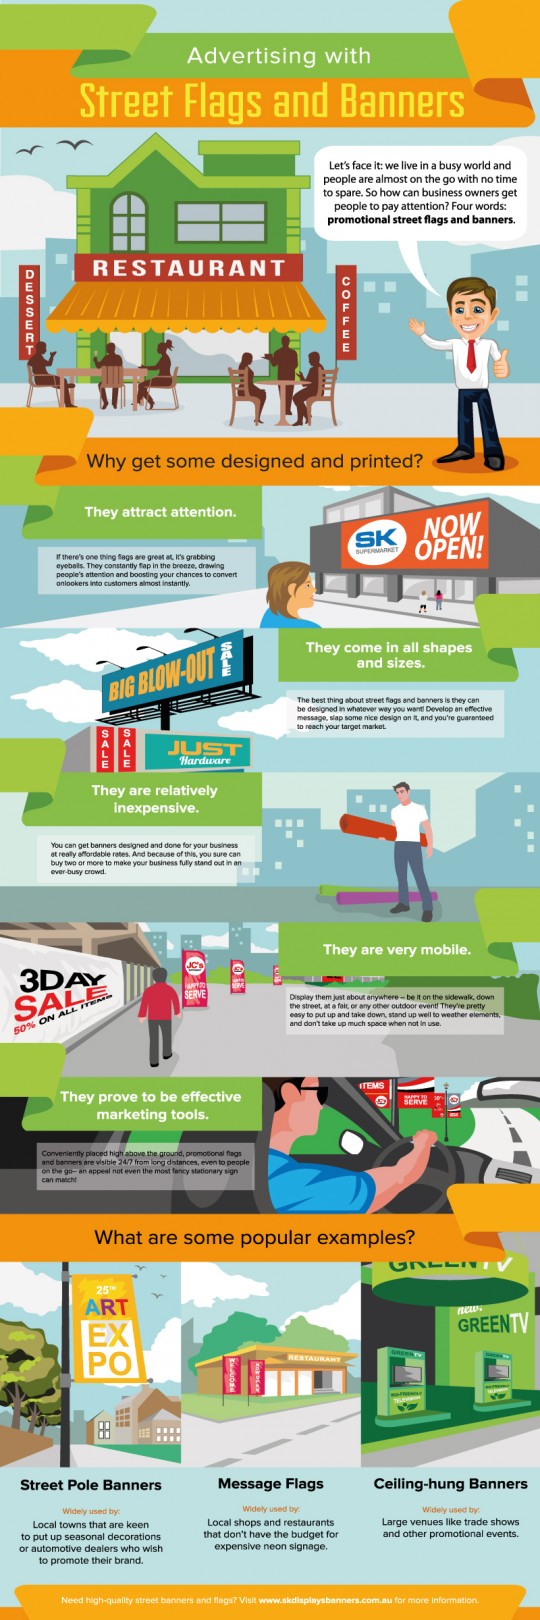 Advertising with
Street Flags and Banners
Let's face it: we live in a busy world and
people are almost on the go with no time
to spare. So how can business owners get
people to pay attention? Four words:
promotional street flags and banners.
RESTAURANT
DESSERT
COFFEE
Why get some designed and printed?
They attract attention.
If there's one thing flags are great at, it's grabbing
eyeballs. They constantly flap in the breeze, drawing
people's attention and boosting your chances to convert
onlookers into customers almost instantly.
SK
SUPERMARKET
NOW
OPEN!
BIG BLOW-OUT
SALE
SALE
SALE
JUST
Hardware
They come in all shapes
and sizes.
The best thing about street flags and banners is they can
be designed in whatever way you want! Develop an effective
message, slap some nice design on it, and you're guaranteed
to reach your target market.
They are relatively
inexpensive.
You can get banners designed and done for your business
at really affordable rates. And because of this, you sure can
buy two or more to make your business fully stand out in an
ever-busy crowd.
3DAY
SALE
50% ON ALL ITEMS
JC's
HAPPY TO
SERVE
They are very mobile.
Display them just about anywhere – be it on the sidewalk, down
the street, at a fair, or any other outdoor event! They're pretty
easy to put up and take down, stand up well to weather elements,
and don't take up much space when not in use.
They prove to be effective
marketing tools.
Conveniently placed high above the ground, promotional flags
and banners are visible 24/7 from long distances, even to people
on the go– an appeal not even the most fancy stationary sign
can match!
ITEMS
HAPPY TO
SERVE
What are some popular examples?
25TH
ART
EX
PO
RESTAURANT
GREENTV
new!
GREENTV
Street Pole Banners
Widely used by:
Local towns that are keen
to put up seasonal decorations
or automotive dealers who wish
to promote their brand.
Message Flags
Widely used by:
Local shops and restaurants
that don't have the budget for
expensive neon signage.
Ceiling-hung Banners
Widely used by:
Large venues like trade shows
and other promotional events.
Need high-quality street banners and flags? Visit www.skdisplaysbanners.com.au for more information.